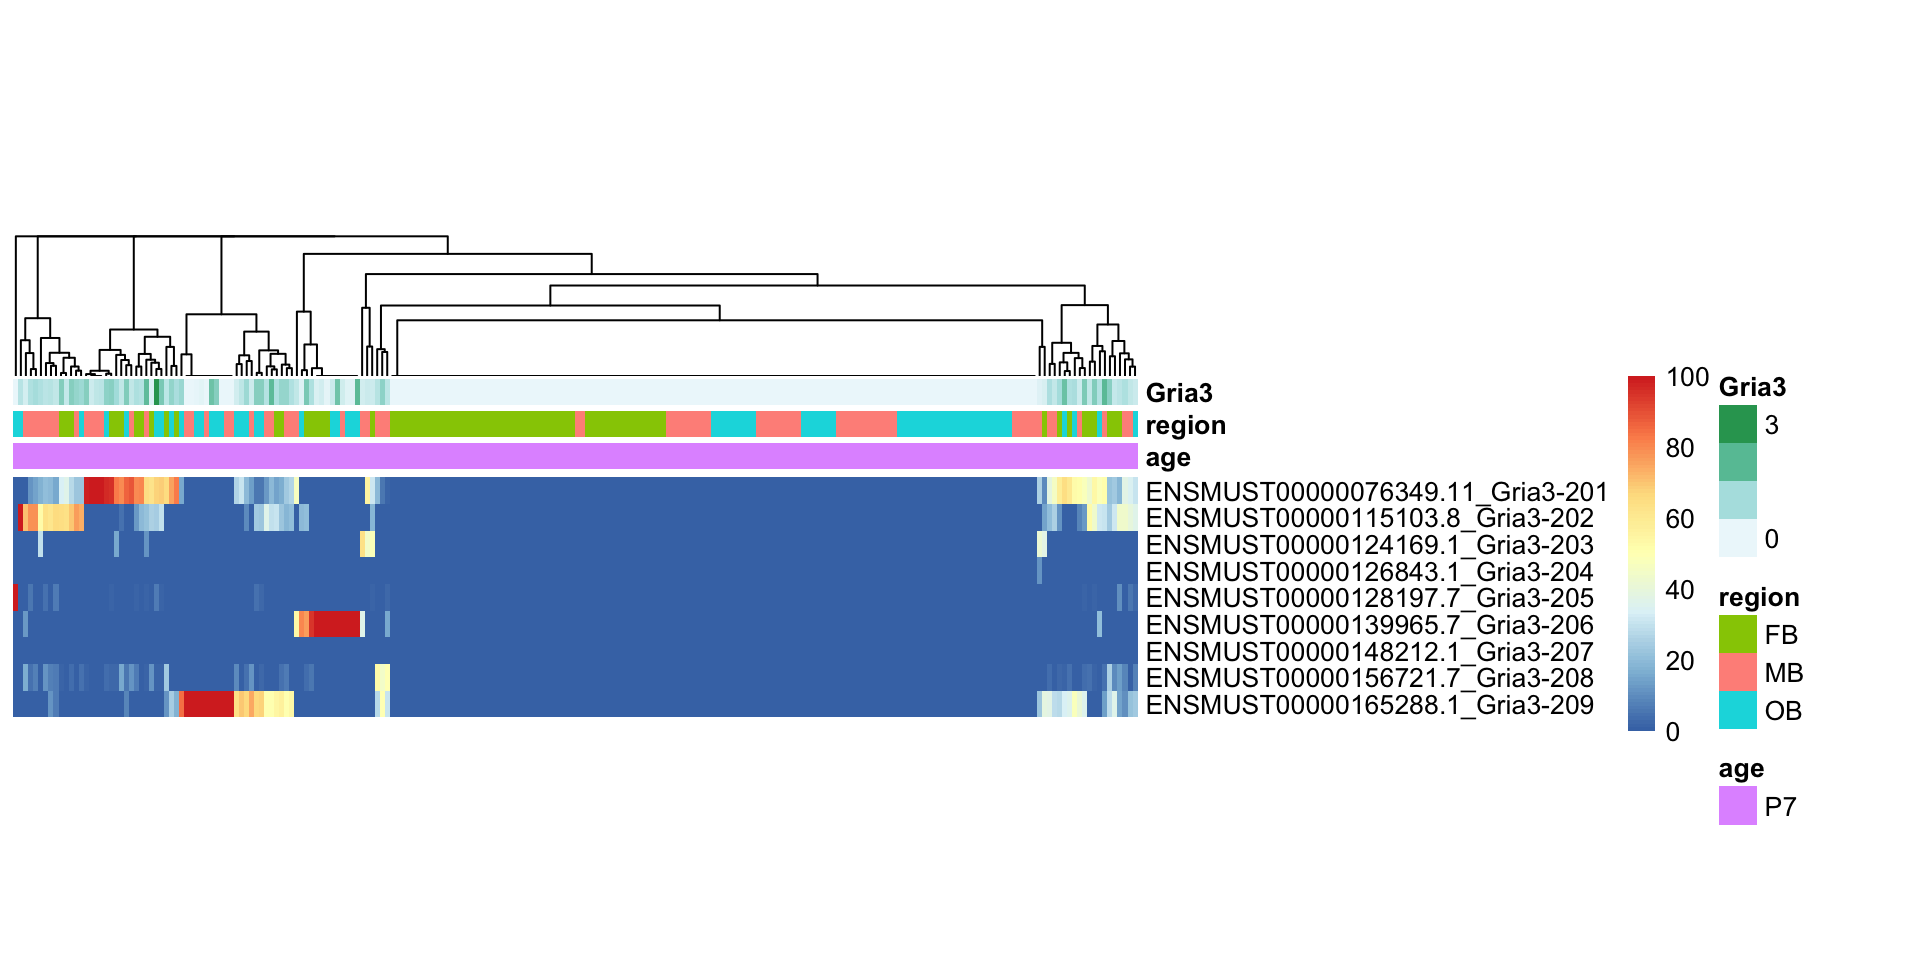 Gria3
region
age
ENSMUST00000076349.11_Gria3-201
ENSMUST00000115103.8_Gria3-202
ENSMUST00000124169.1_Gria3-203
ENSMUST00000126843.1_Gria3-204
ENSMUST00000128197.7_Gria3-205
ENSMUST00000139965.7_Gria3-206
ENSMUST00000148212.1_Gria3-207
ENSMUST00000156721.7_Gria3-208
ENSMUST00000165288.1_Gria3-209
100
80
60
40
20
0
Gria3
3
0
region
FB
MB
OB
age
P7